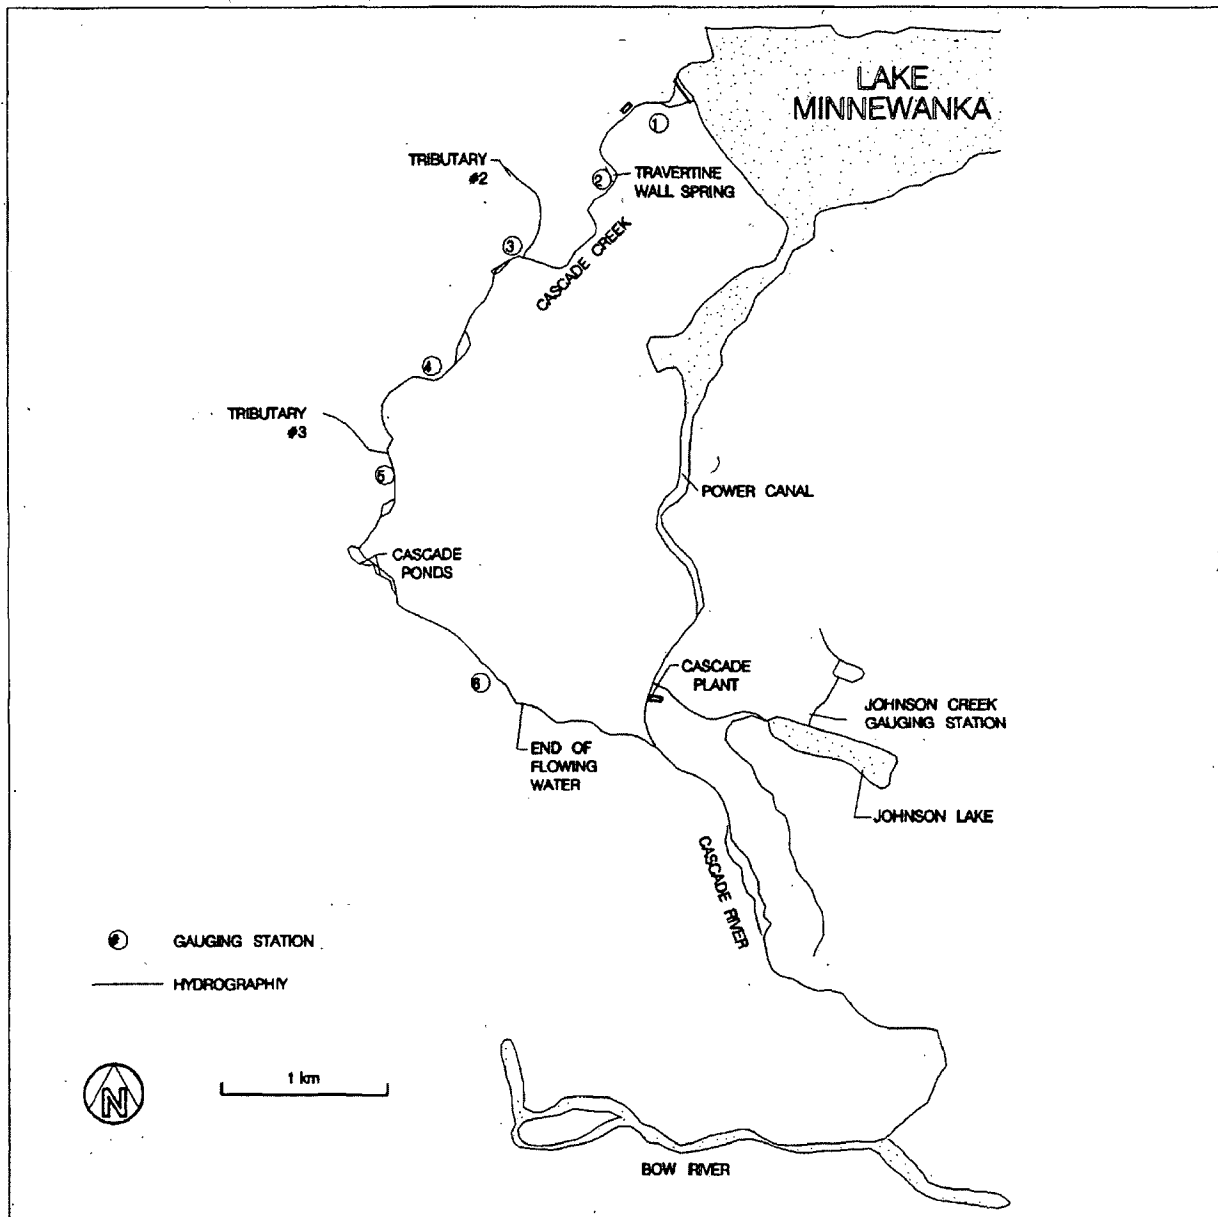 LAKE
MINNEWANKA
1
TRIBUTARY
#2
2
TRAVERTINE
WALL SPRING
3
CASCADE CREEK
4
TRIBUTARY
#3
5
POWER CANAL
CASCADE
PONDS
CASCADE
PLANT
6
JOHNSON CREEK
GAUGING STATION
END OF
FLOWING
WATER
JOHNSON LAKE
CASCADE RIVER
# GAUGING STATION
HYDROGRAPHIY
N
1 km
BOW RIVER